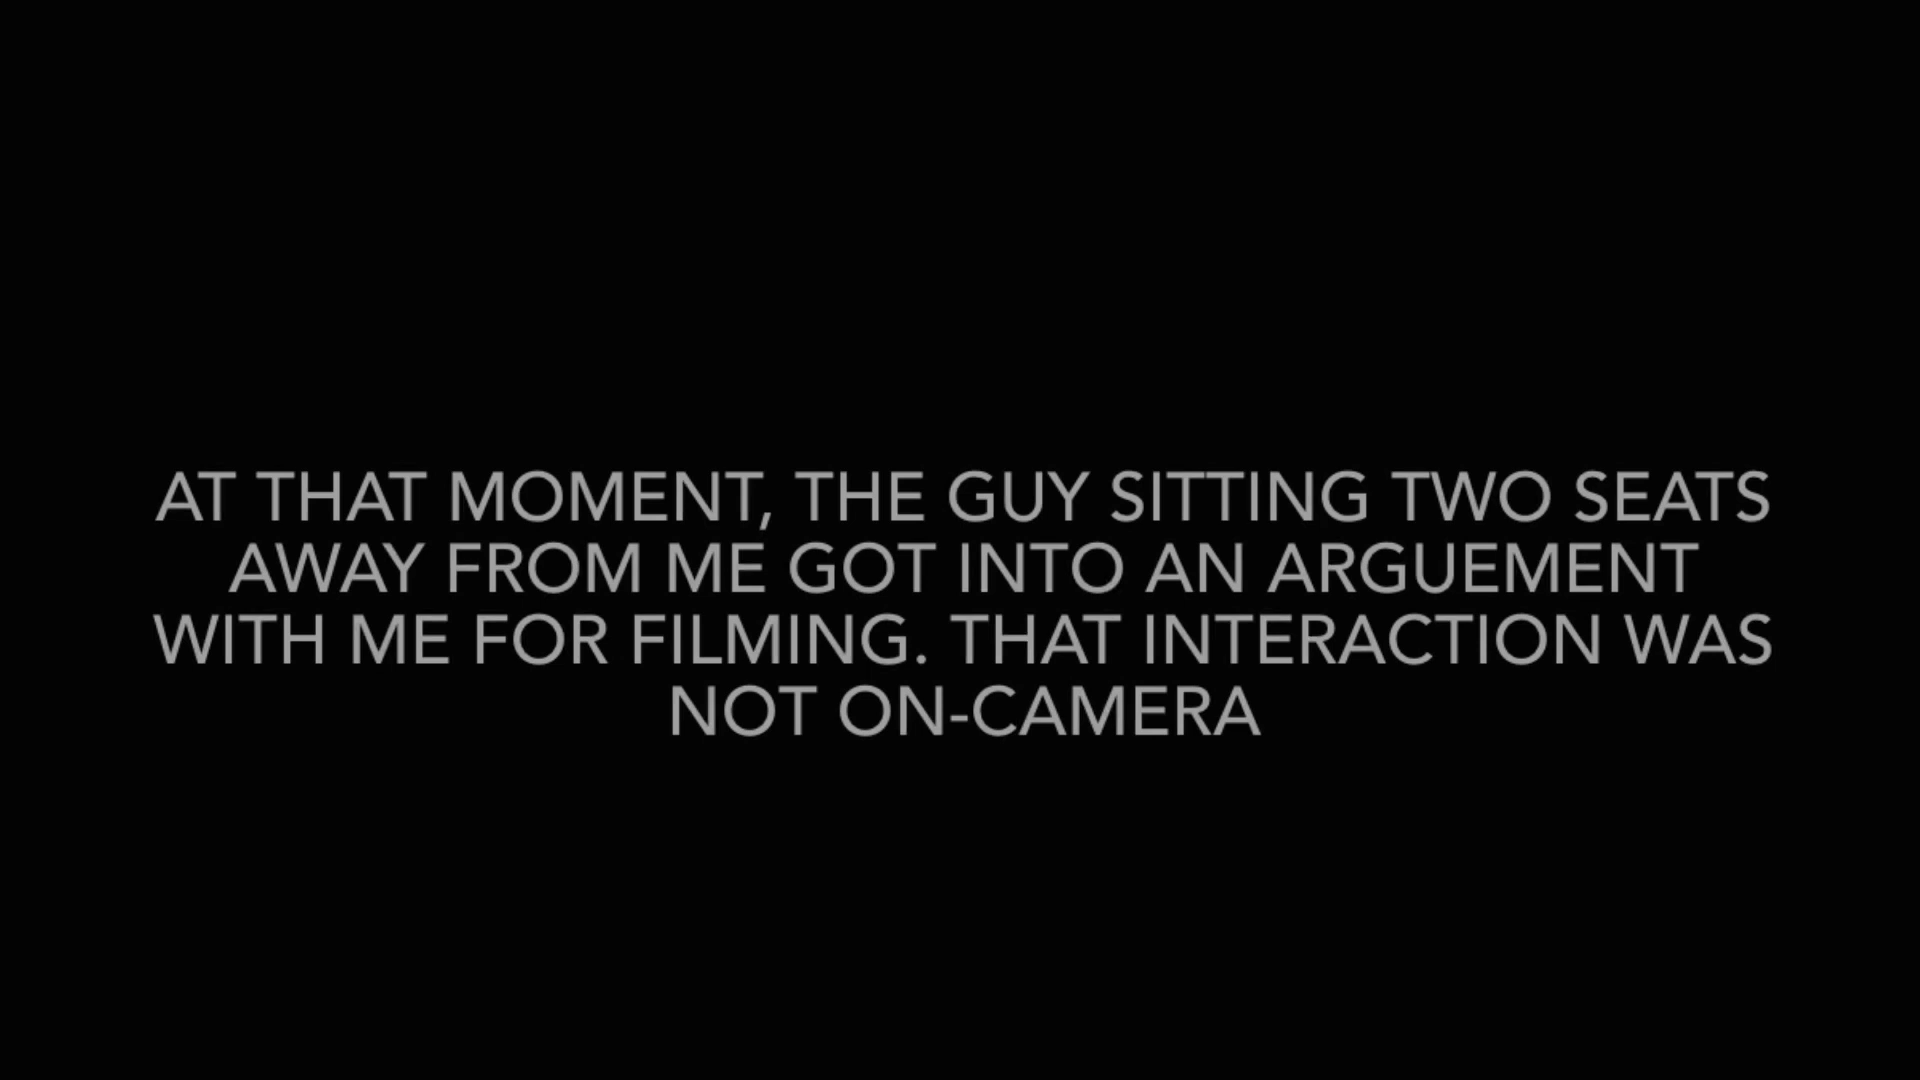 AT THAT MOMENT, THE GUY SITTING TWO SEATS
AWAY FROM ME GOT INTO AN ARGUEMENT
WITH ME FOR FILMING. THAT INTERACTION WAS
NOT ON-CAMERA